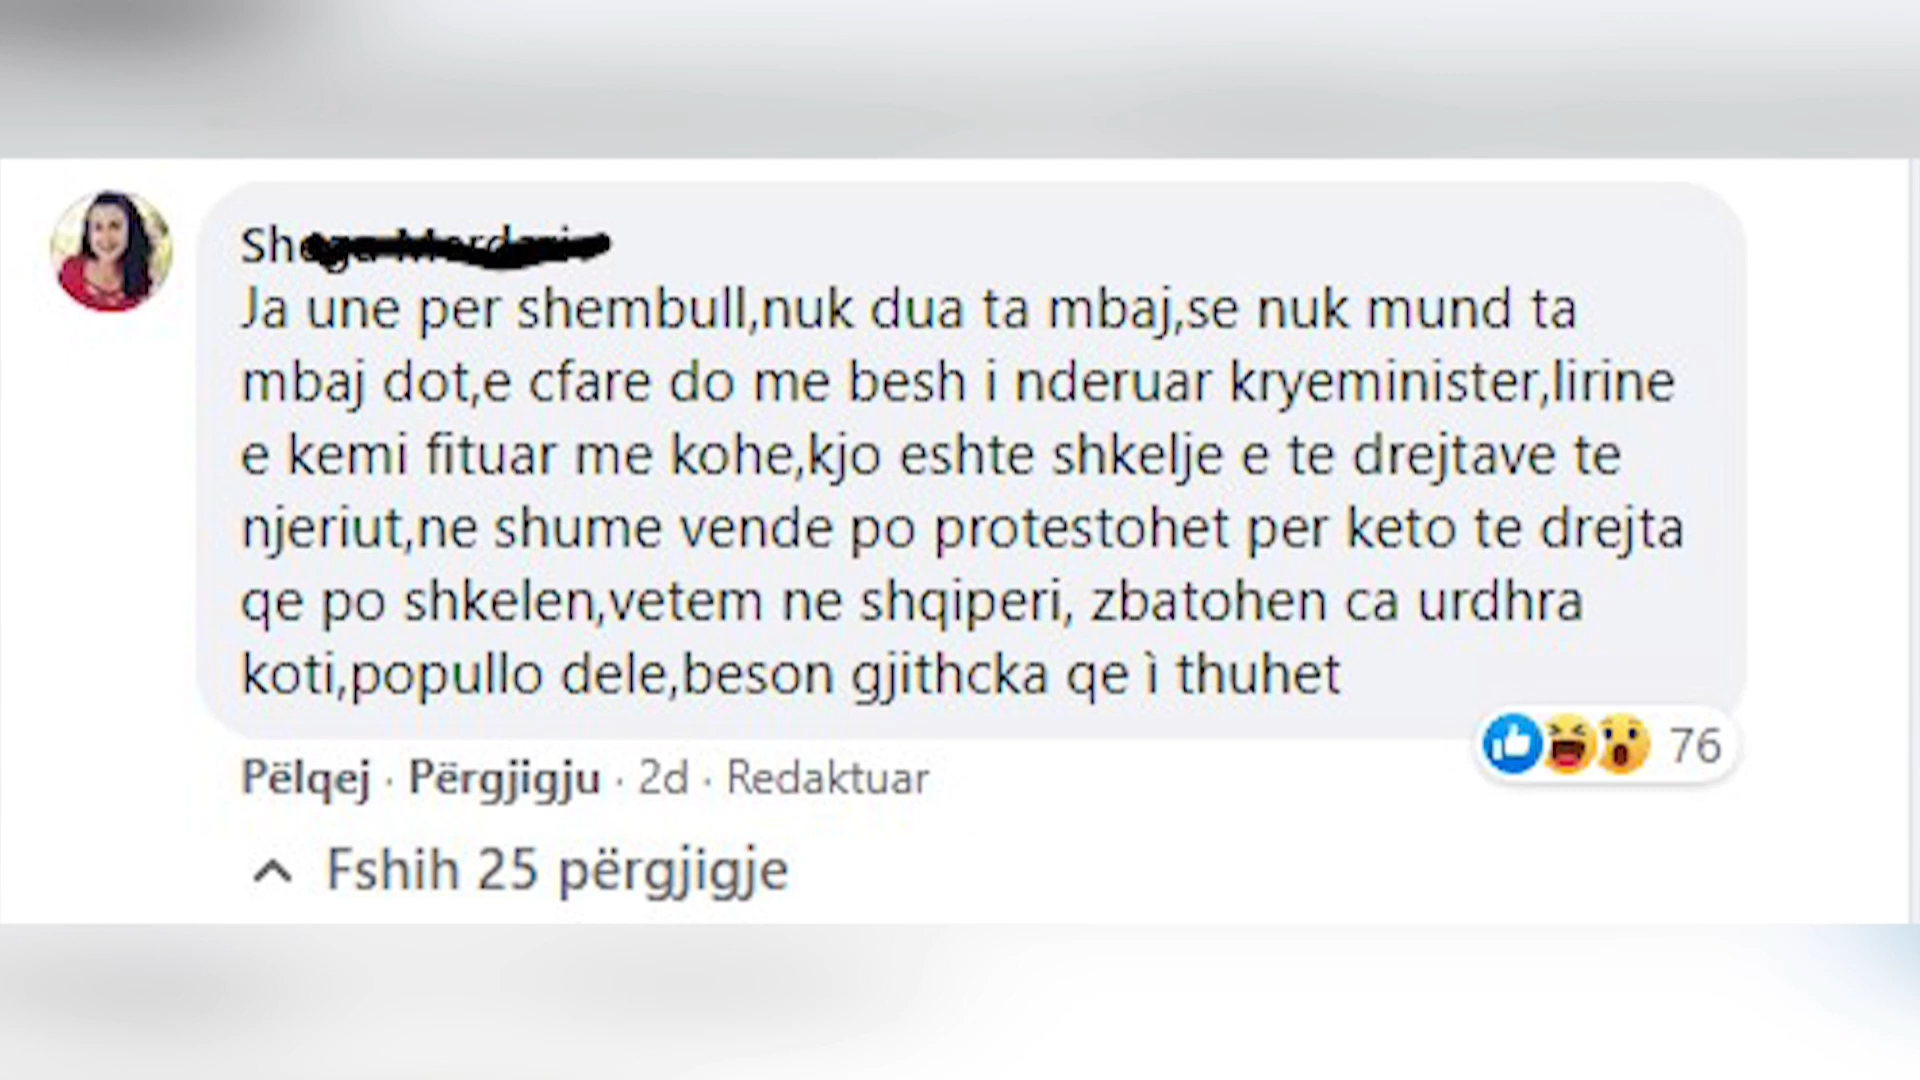 Ja une per shembull,nuk dua ta mbaj,se nuk mund ta
mbaj dot,e cfare do me besh i nderuar kryeminister,lirine
e kemi fituar me kohe,kjo eshte shkelje e te drejtave te
njeriut,ne shume vende po protestohet per keto te drejta
qe po shkelen,vetem ne shqiperi, zbatohen ca urdhra
koti,popullo dele,beson gjithcka qe ì thuhet
76
Pëlqej · Përgjigju · 2d · Redaktuar
Fshih 25 përgjigje